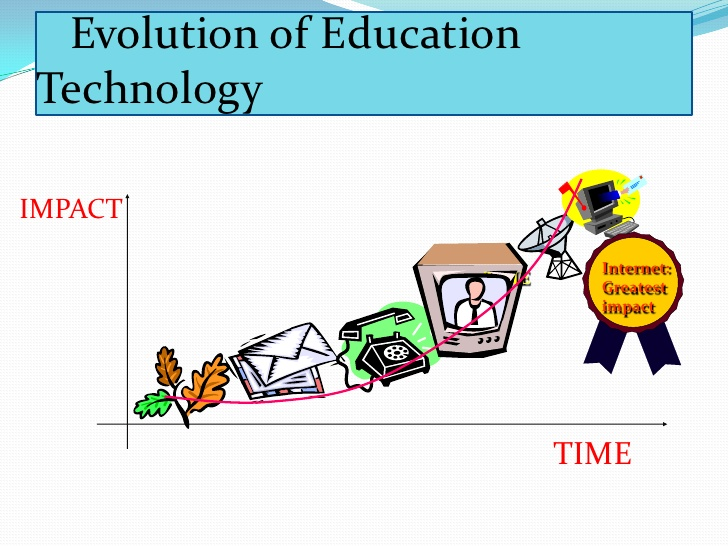 Evolution of Education
Technology
IMPACT
Internet:
Greatest
impact
TIME